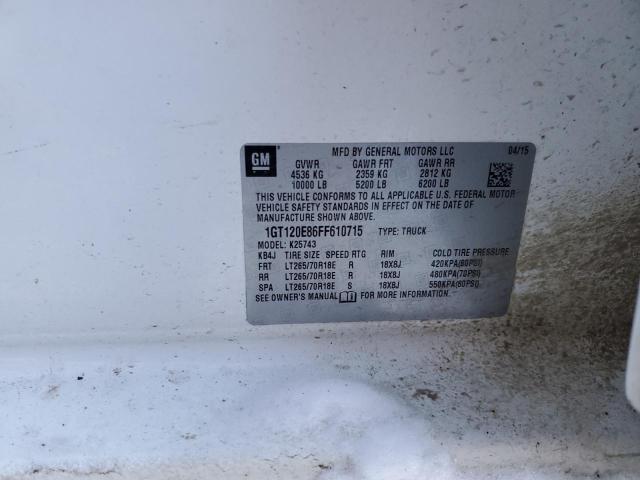 GM
MFD BY GENERAL MOTORS LLC 04/15
GVWR GAWR FRT GAWR RR
4536 KG 2359 KG 2812 KG
10000 LB 5200 LB 6200 LB
THIS VEHICLE CONFORMS TO ALL APPLICABLE U.S. FEDERAL MOTOR
VEHICLE SAFETY STANDARDS IN EFFECT ON THE DATE OF
MANUFACTURE SHOWN ABOVE.
1GT120E86FF610715 TYPE: TRUCK
MODEL: K25743
KB4J TIRE SIZE SPEED RTG RIM COLD TIRE PRESSURE
FRT LT265/70R18E R 18X8J 420KPA(60PSI)
RR LT265/70R18E R 18X8J 480KPA(70PSI)
SPA LT265/70R18E S 18X8J 550KPA(80PSI)
SEE OWNER'S MANUAL FOR MORE INFORMATION.